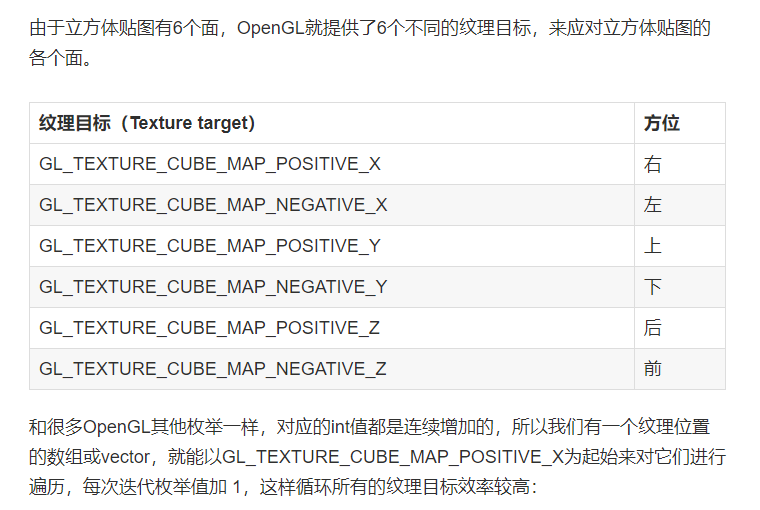 由于立方体贴图有6个面，OpenGL就提供了6个不同的纹理目标，来应对立方体贴图的
各个面。
纹理目标（Texture target） 方位
GL_TEXTURE_CUBE_MAP_POSITIVE_X 右
GL_TEXTURE_CUBE_MAP_NEGATIVE_X 左
GL_TEXTURE_CUBE_MAP_POSITIVE_Y 上
GL_TEXTURE_CUBE_MAP_NEGATIVE_Y 下
GL_TEXTURE_CUBE_MAP_POSITIVE_Z 后
GL_TEXTURE_CUBE_MAP_NEGATIVE_Z 前
和很多OpenGL其他枚举一样，对应的int值都是连续增加的，所以我们有一个纹理位置
的数组或vector，就能以GL_TEXTURE_CUBE_MAP_POSITIVE_X为起始来对它们进行
遍历，每次迭代枚举值加 1，这样循环所有的纹理目标效率较高：